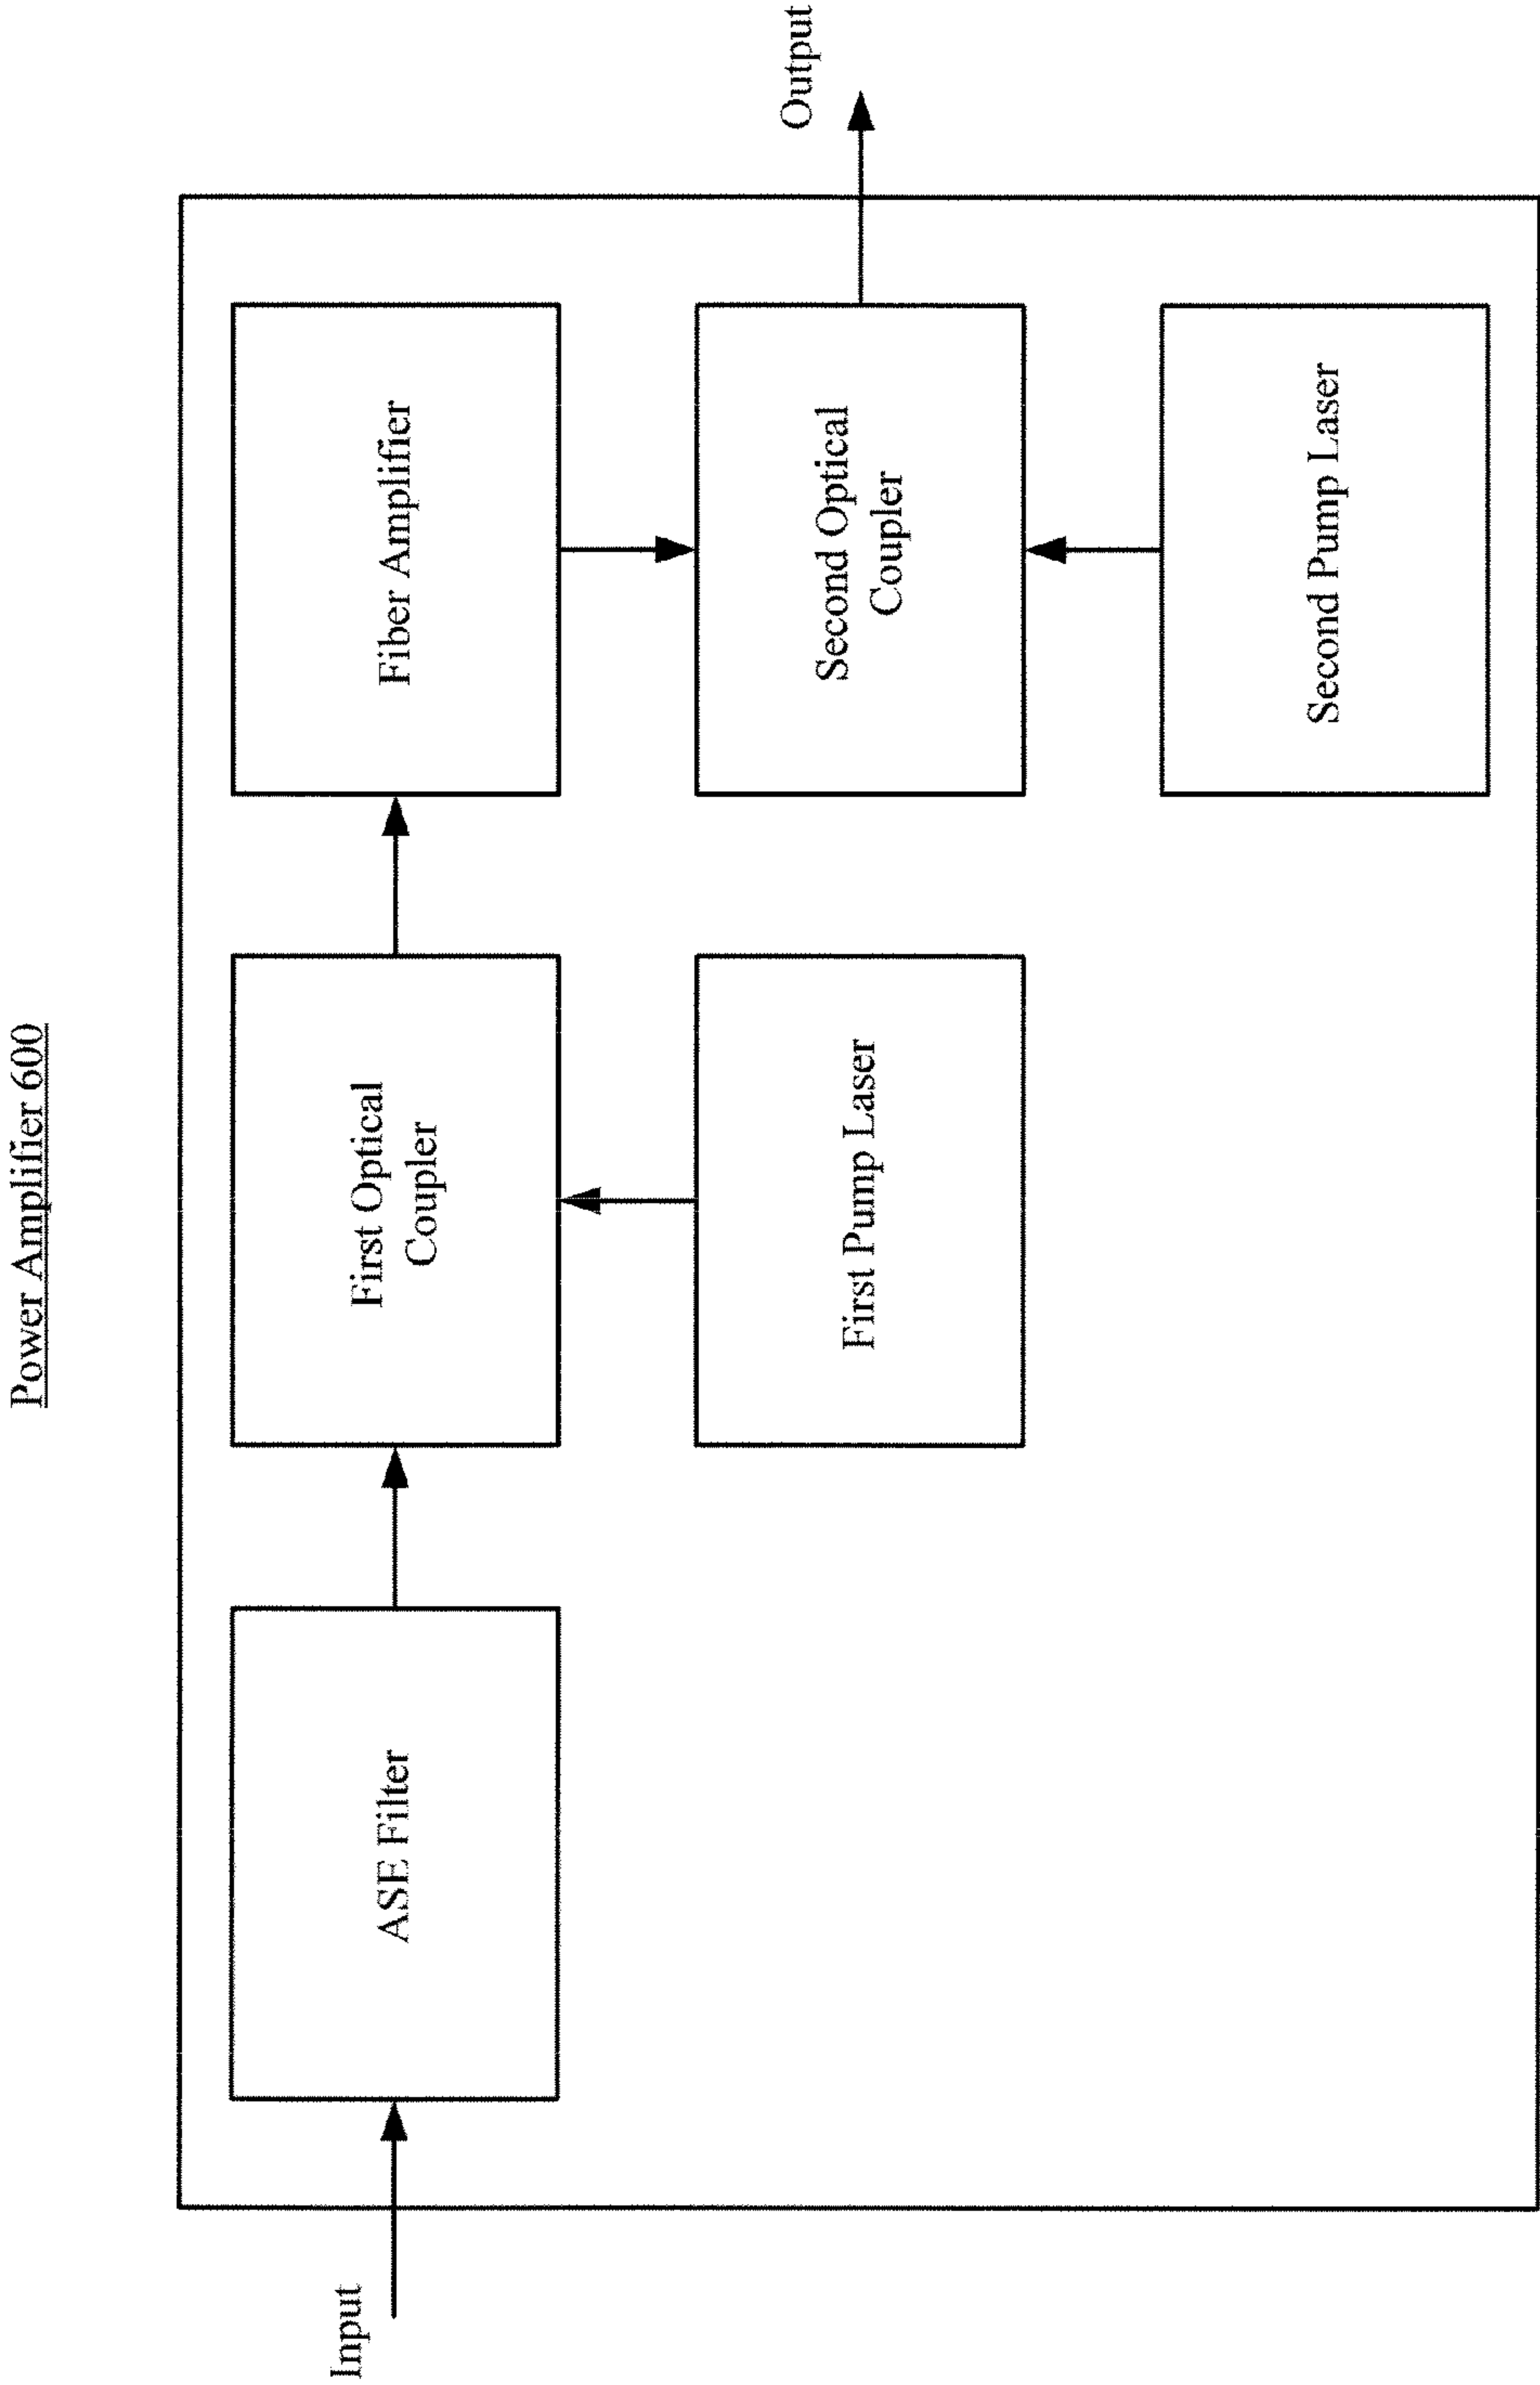 Power Amplifier 600
Input
ASE Filter
First Optical
Coupler
Fiber Amplifier
First Pump Laser
Second Optical
Coupler
Output
Second Pump Laser